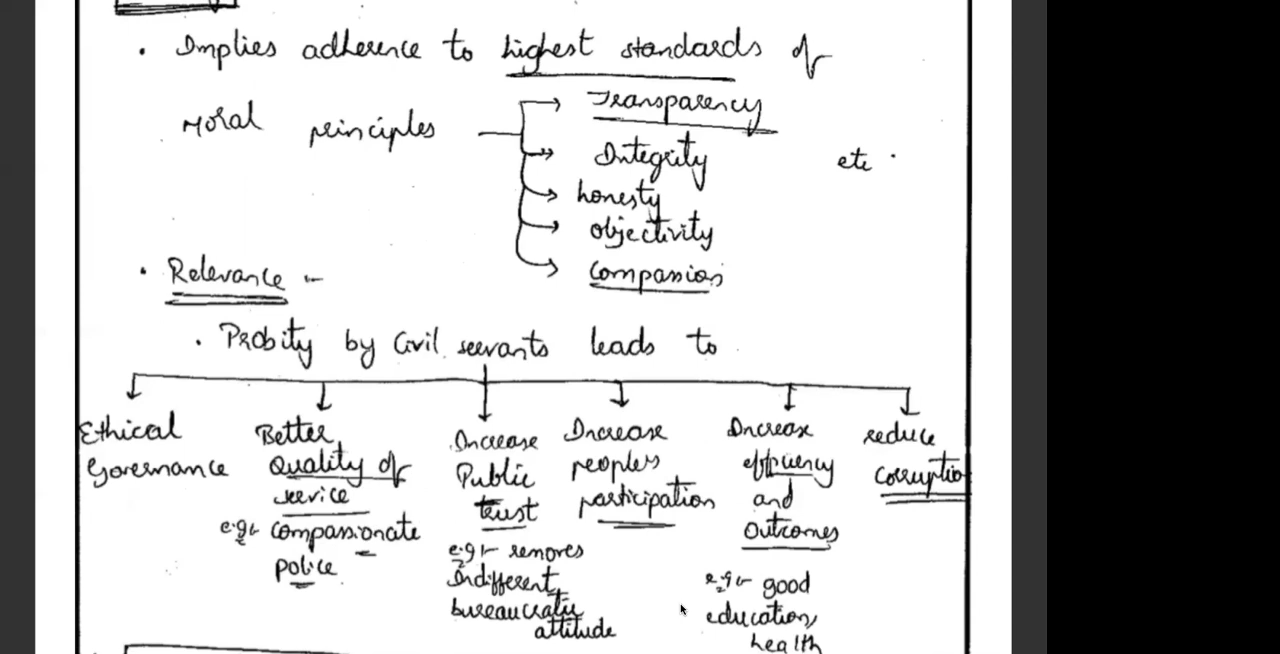 . Implies adherence to highest standards of
Moral principles
Transparency
Integrity
etc.
honesty
objectivity
Compassion
. Relevance -
. Probity by Civil servants leads to
Ethical
Governance
Better
Quality of
service
e.g:- Compassionate
police
Increase
Public
trust
e.g:- removes
Indifferent,
bureaucratic
attitude
Increase
peoples
participation
Increase
efficiency
and
Outcomes
e.g:- good
education,
health
reduce
Corruption